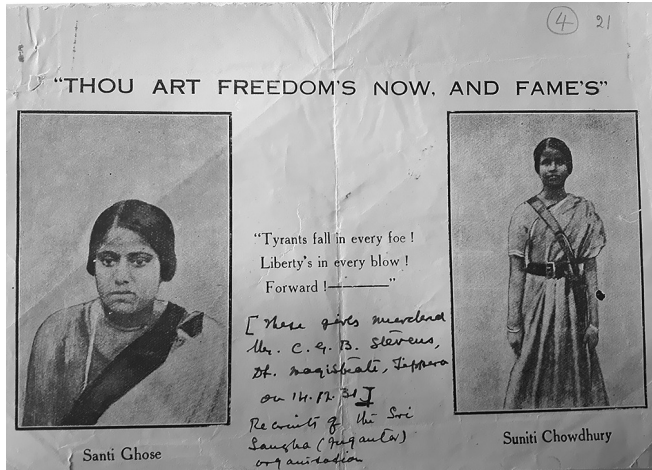 4 21
"THOU ART FREEDOM'S NOW, AND FAME'S"
"Tyrants fall in every foe !
Liberty's in every blow !
Forward !————"
[ These girls murdered
Mr. C. G. B. Stevens,
Dt. Magistrate, Tippera
on 14.12.31 ]
Recruits of the Sri
Sangha (Juganter)
organisation
Santi Ghose
Suniti Chowdhury